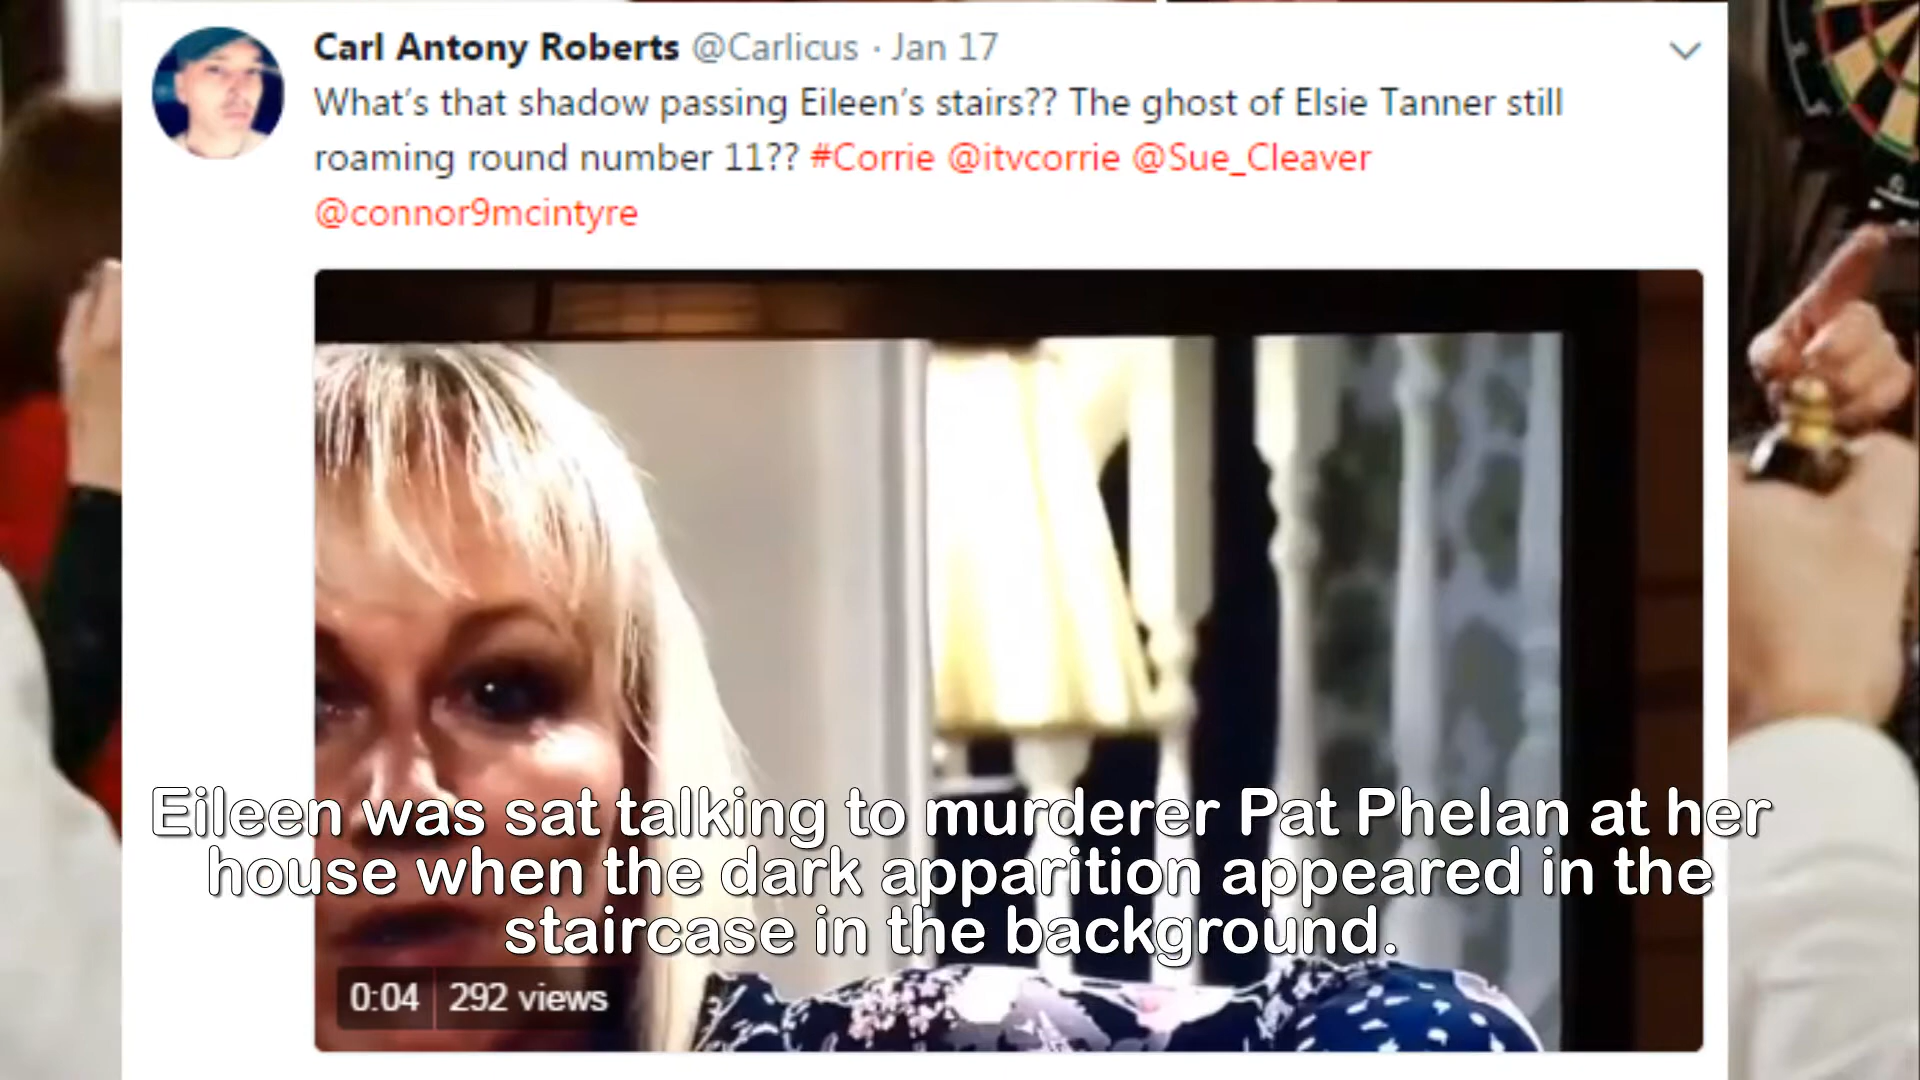 Carl Antony Roberts @Carlicus · Jan 17
What's that shadow passing Eileen's stairs?? The ghost of Elsie Tanner still
roaming round number 11?? #Corrie @itvcorrie @Sue_Cleaver
@connor9mcintyre
Eileen was sat talking to murderer Pat Phelan at her
house when the dark apparition appeared in the
staircase in the background.
0:04 292 views